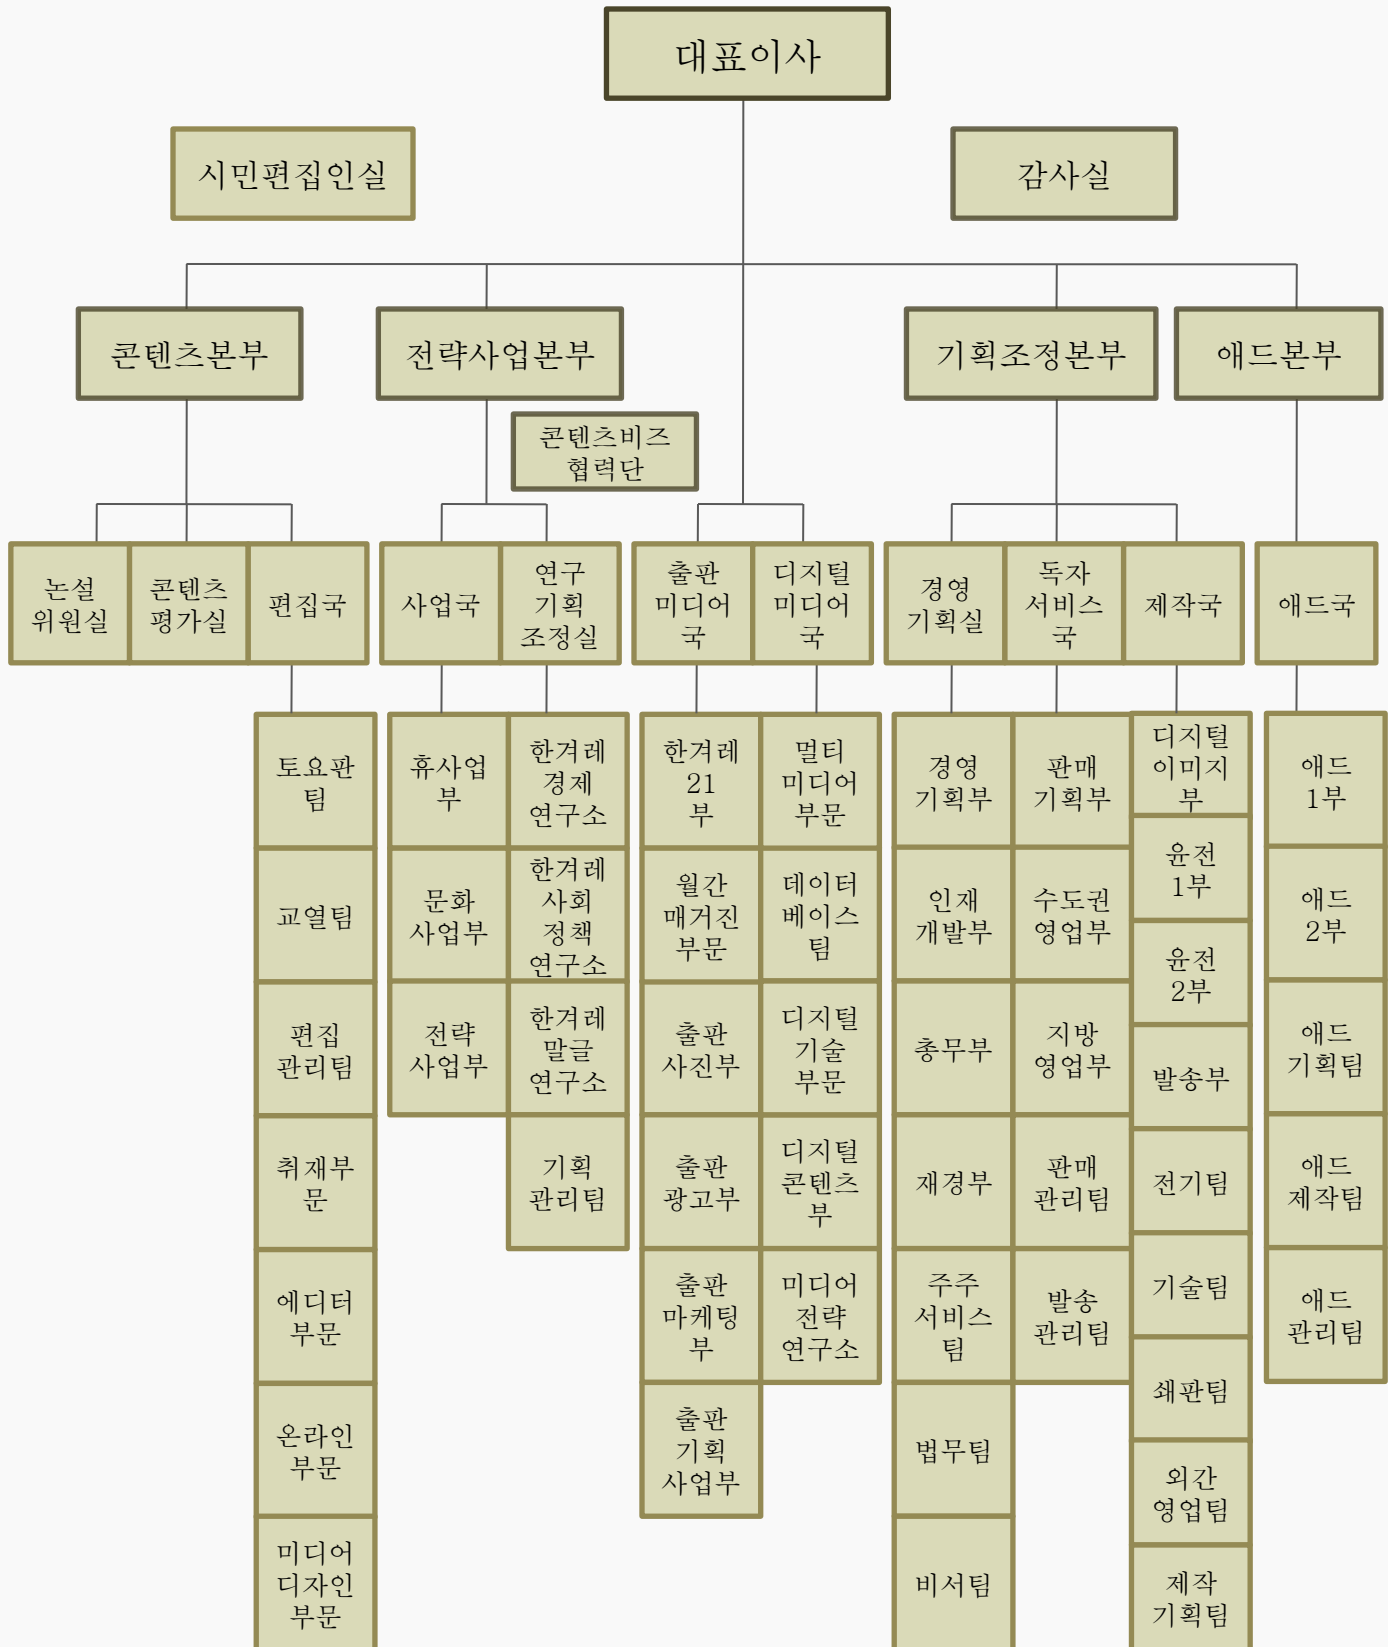 대표이사
시민편집인실
감사실
콘텐츠본부
전략사업본부
기획조정본부
애드본부
콘텐츠비즈
협력단
논설
위원실
콘텐츠
평가실
편집국
사업국
연구
기획
조정실
출판
미디어
국
디지털
미디어
국
경영
기획실
독자
서비스
국
제작국
애드국
토요판
팀
교열팀
편집
관리팀
취재부
문
에디터
부문
온라인
부문
미디어
디자인
부문
휴사업
부
문화
사업부
전략
사업부
한겨레
경제
연구소
한겨레
사회
정책
연구소
한겨레
말글
연구소
기획
관리팀
한겨레
21
부
월간
매거진
부문
출판
사진부
출판
광고부
출판
마케팅
부
출판
기획
사업부
멀티
미디어
부문
데이터
베이스
팀
디지털
기술
부문
디지털
콘텐츠
부
미디어
전략
연구소
경영
기획부
인재
개발부
총무부
재경부
주주
서비스
팀
법무팀
비서팀
판매
기획부
수도권
영업부
지방
영업부
판매
관리팀
발송
관리팀
디지털
이미지
부
윤전
1부
윤전
2부
발송부
전기팀
기술팀
쇄판팀
외간
영업팀
제작
기획팀
애드
1부
애드
2부
애드
기획팀
애드
제작팀
애드
관리팀